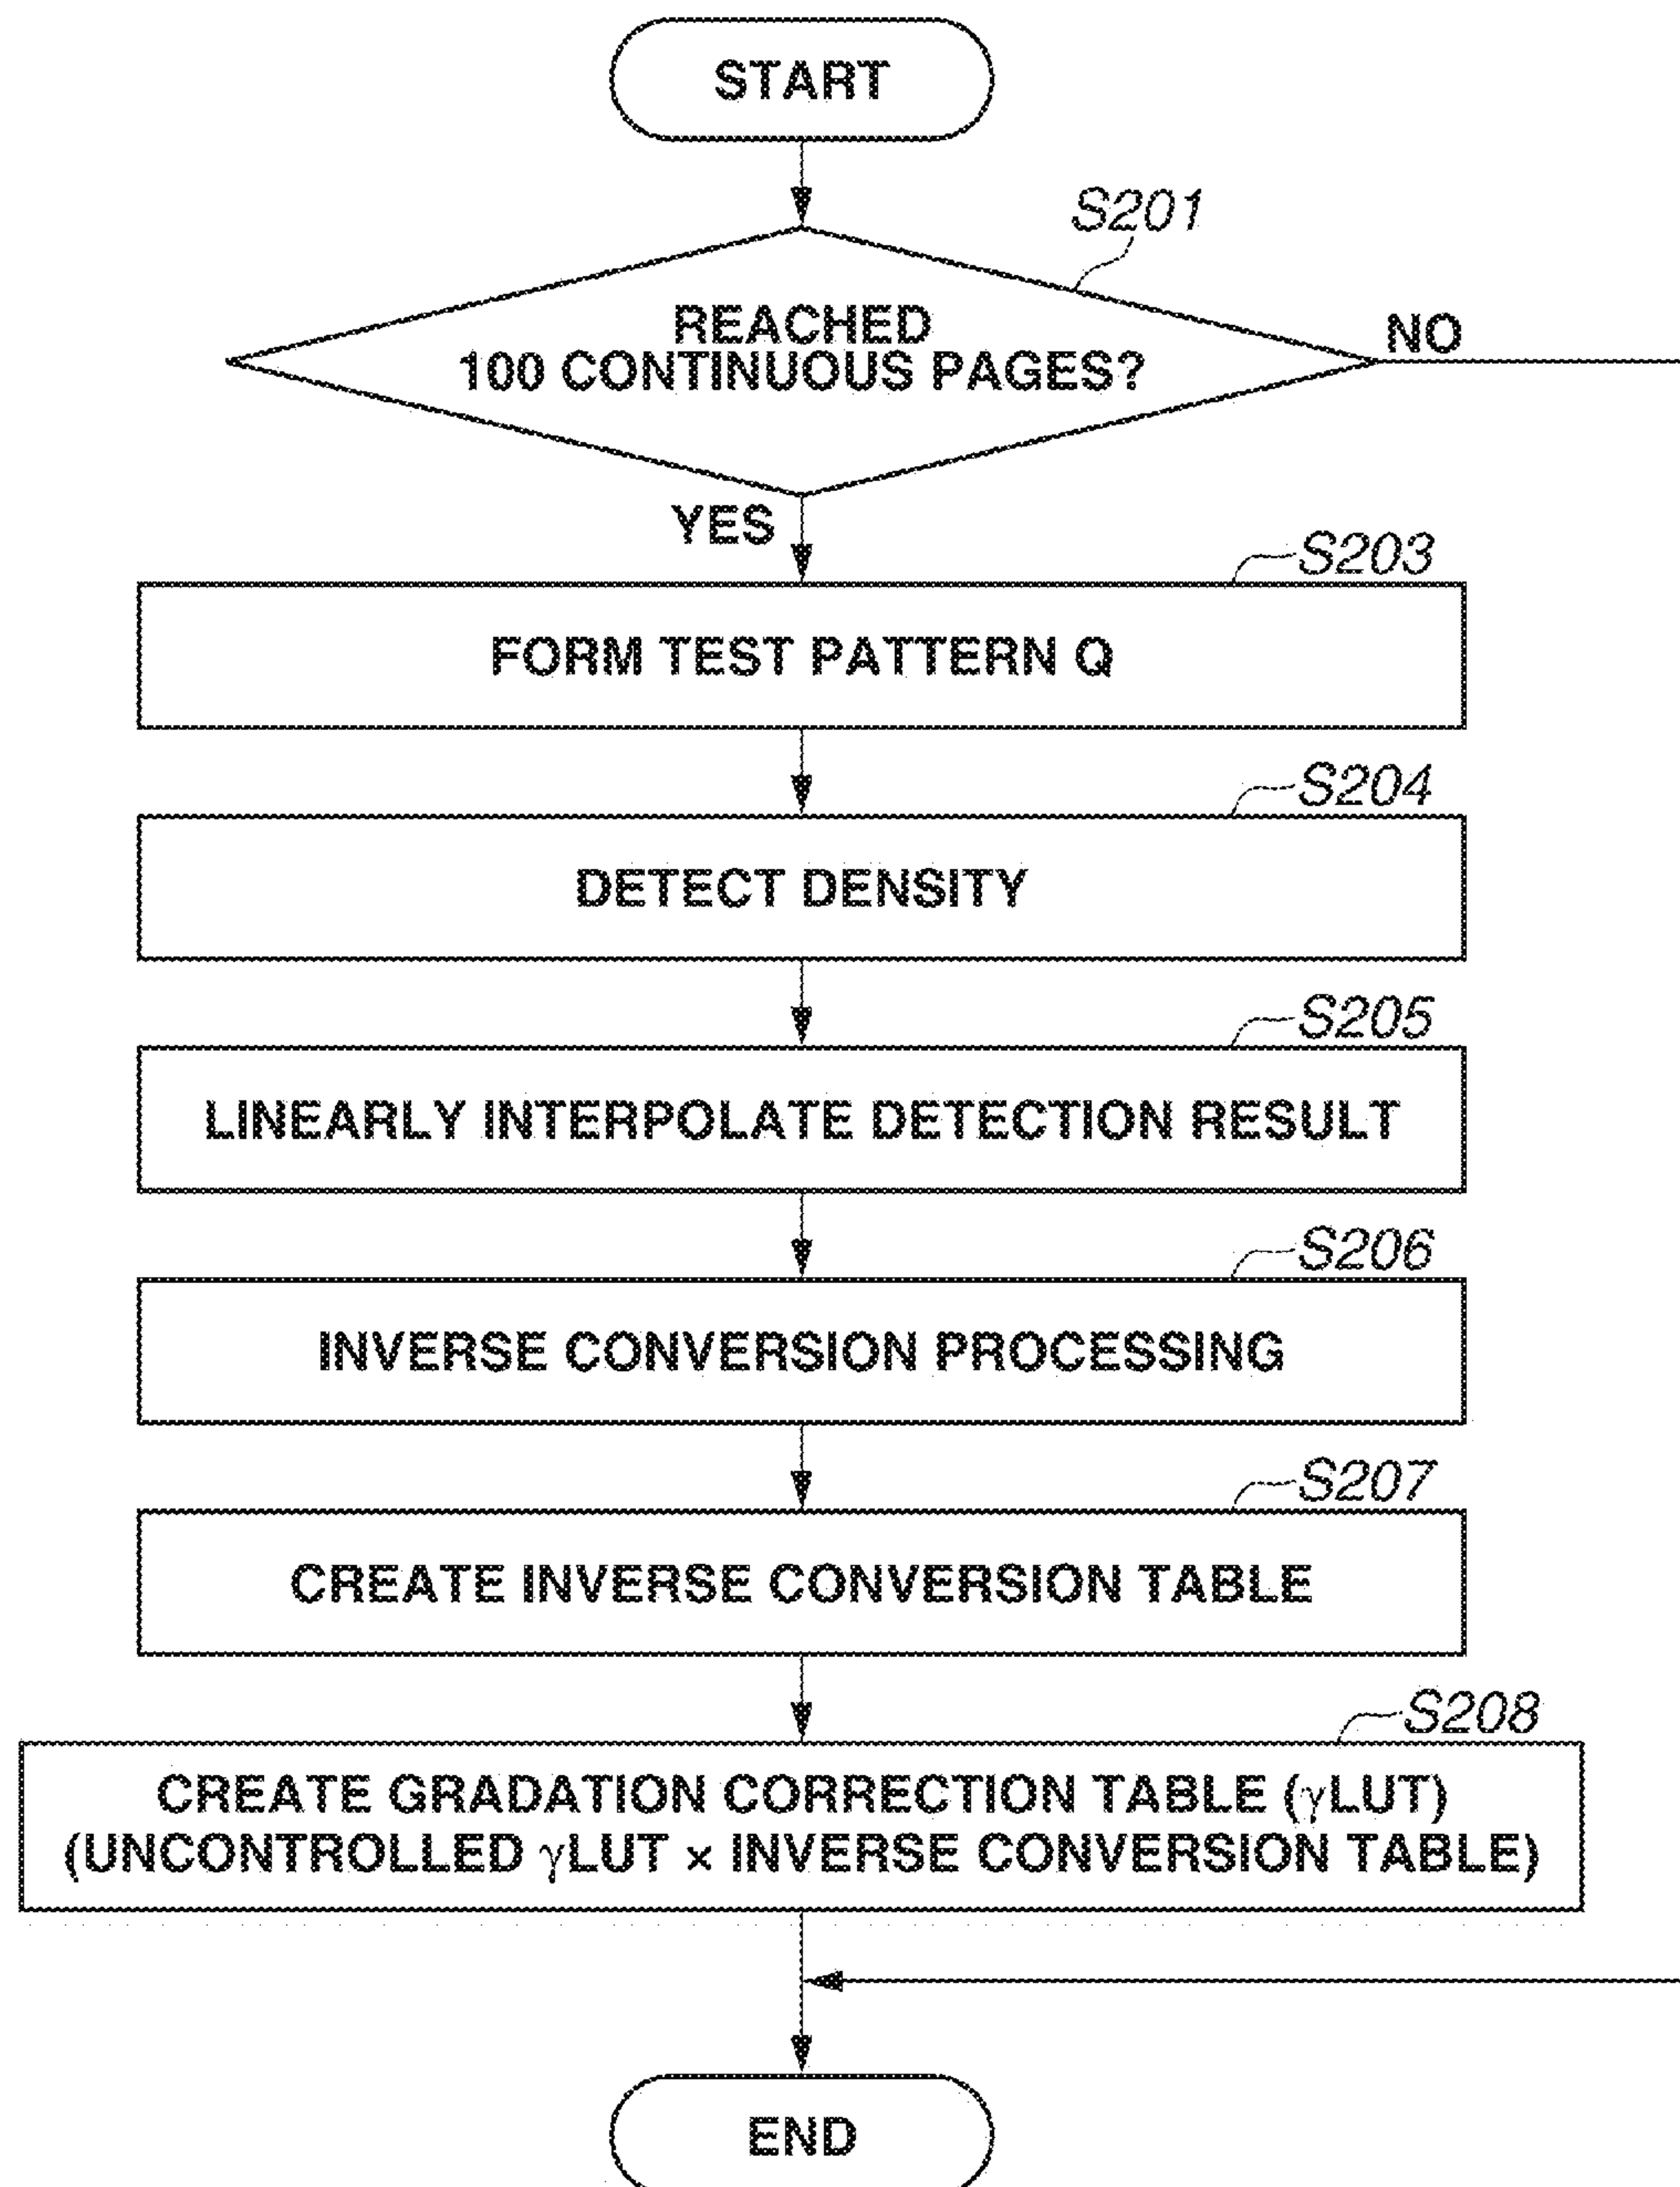 START
S201
REACHED
100 CONTINUOUS PAGES?
NO
YES
S203
FORM TEST PATTERN Q
S204
DETECT DENSITY
S205
LINEARLY INTERPOLATE DETECTION RESULT
S206
INVERSE CONVERSION PROCESSING
S207
CREATE INVERSE CONVERSION TABLE
S208
CREATE GRADATION CORRECTION TABLE (γLUT)
(UNCONTROLLED γLUT × INVERSE CONVERSION TABLE)
END